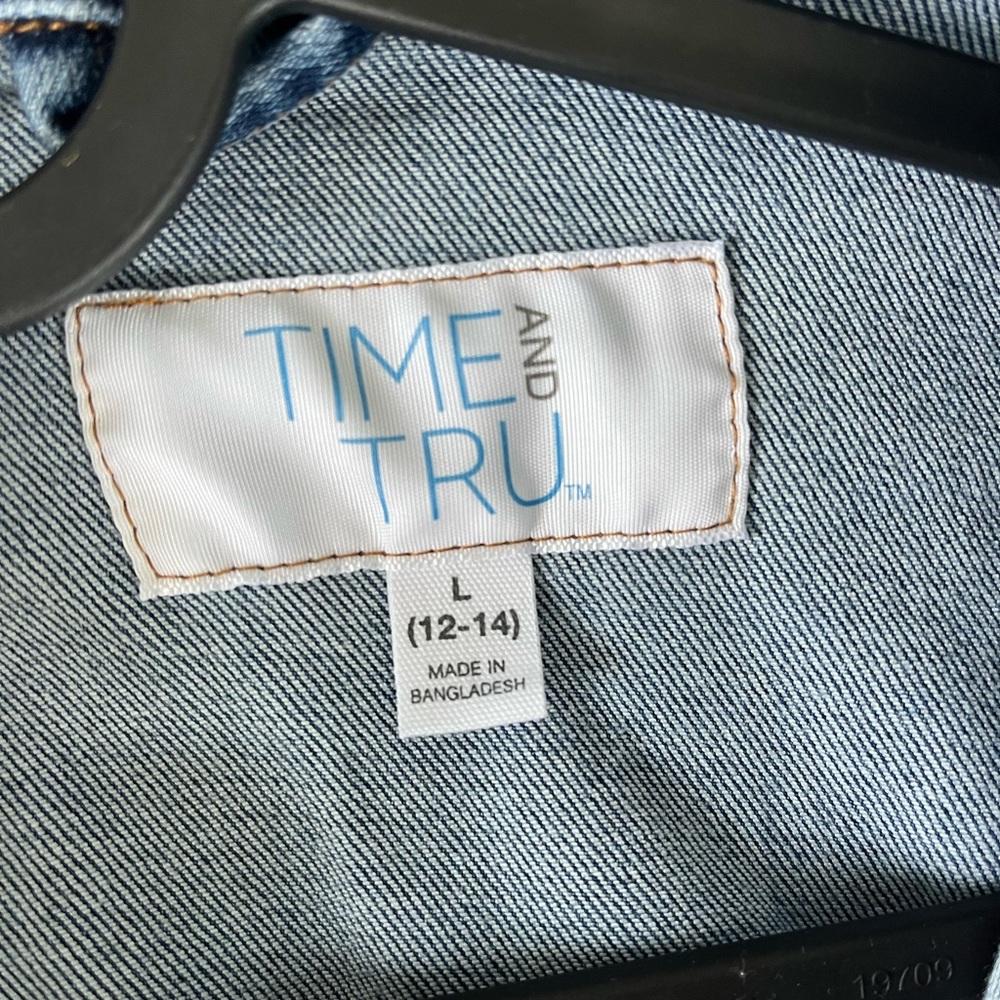 TIME AND
TRU™
L
(12-14)
MADE IN
BANGLADESH
19709